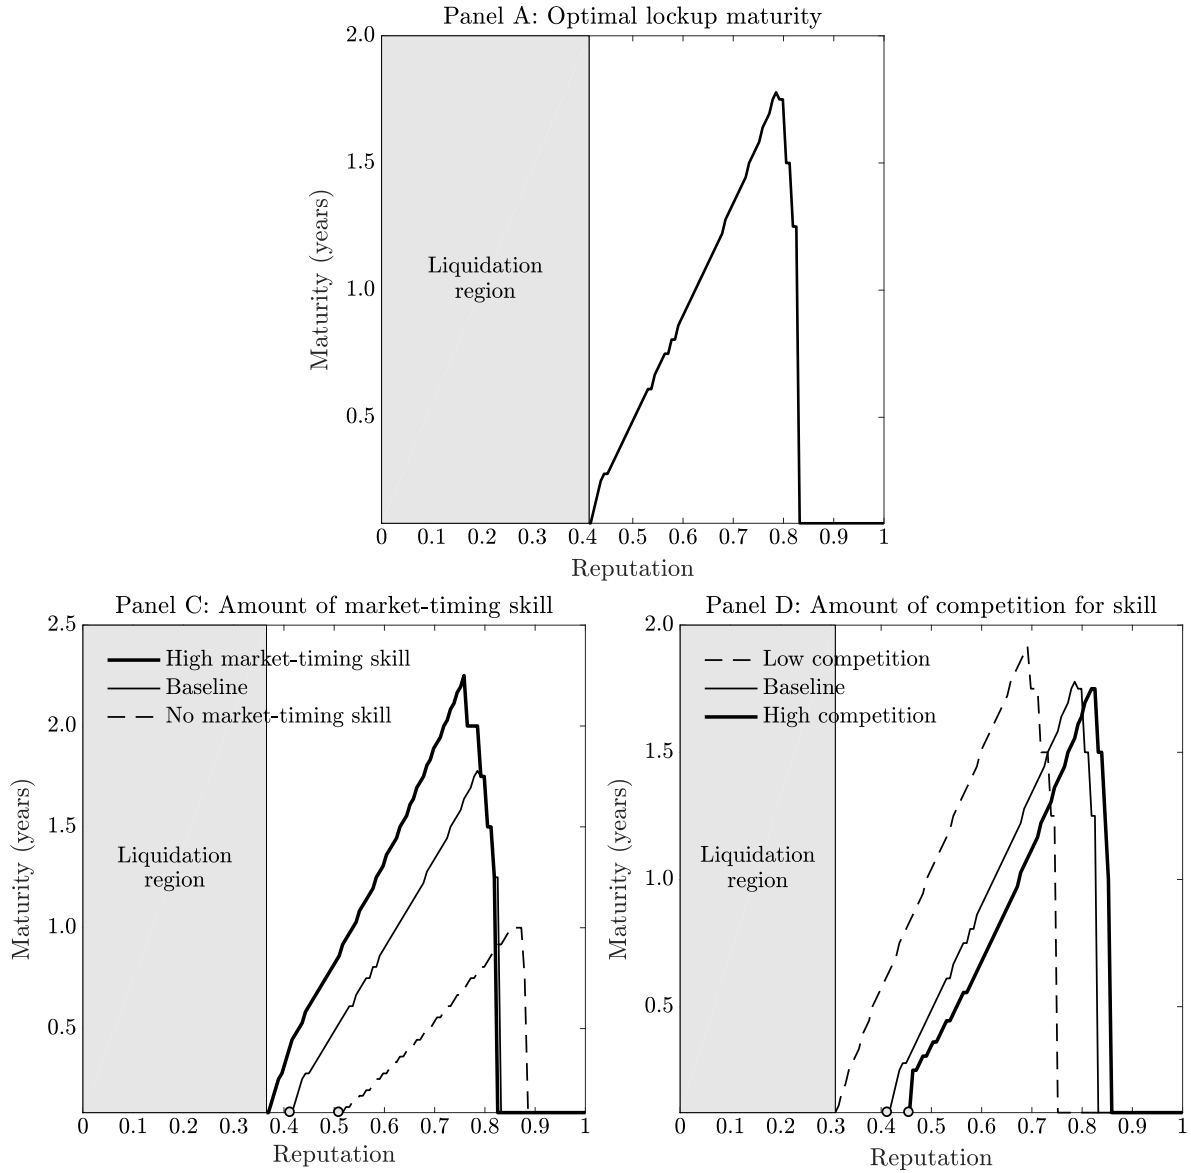 Panel A: Optimal lockup maturity
2.0
1.5
1.0
0.5
Maturity (years)
Liquidation
region
0 0.1 0.2 0.3 0.4 0.5 0.6 0.7 0.8 0.9 1
Reputation
Panel C: Amount of market-timing skill
2.5
2.0
1.5
1.0
0.5
Maturity (years)
High market-timing skill
Baseline
No market-timing skill
Liquidation
region
0 0.1 0.2 0.3 0.4 0.5 0.6 0.7 0.8 0.9 1
Reputation
Panel D: Amount of competition for skill
2.0
1.5
1.0
0.5
Maturity (years)
Low competition
Baseline
High competition
Liquidation
region
0 0.1 0.2 0.3 0.4 0.5 0.6 0.7 0.8 0.9 1
Reputation